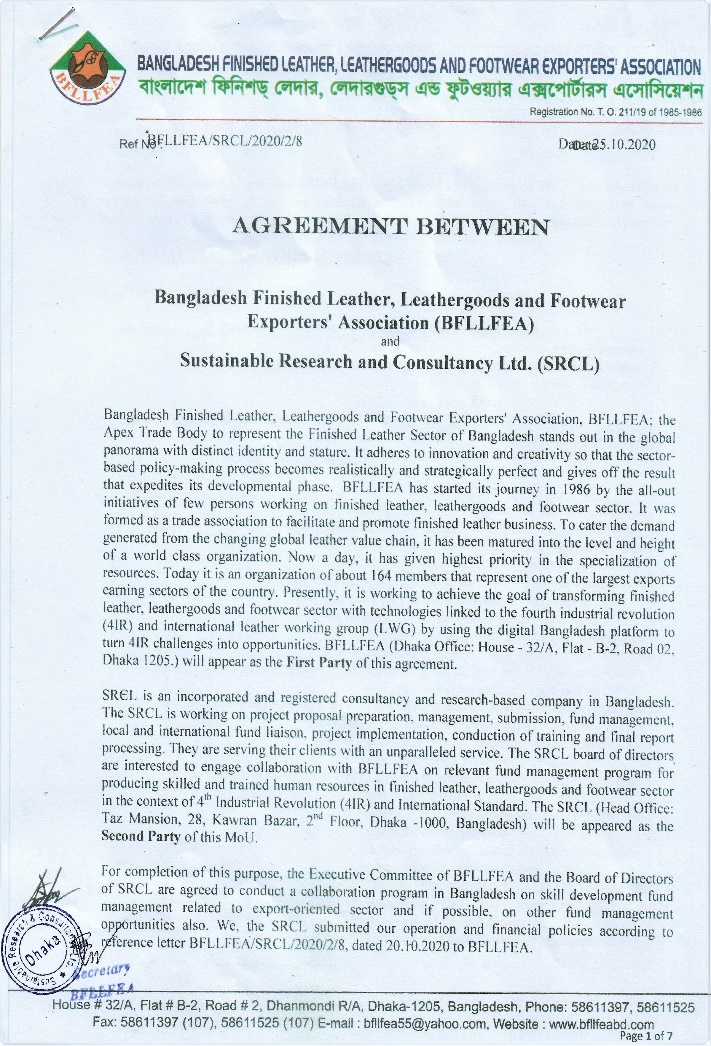 BFLLFEA
BANGLADESH FINISHED LEATHER, LEATHERGOODS AND FOOTWEAR EXPORTERS' ASSOCIATION
বাংলাদেশ ফিনিশড্ লেদার, লেদারগুড্স এন্ড ফুটওয়্যার এক্সপোর্টারস এসোসিয়েশন
Registration No. T. O. 211/19 of 1985-1986
Ref No BFLLFEA/SRCL/2020/2/8 Date 25.10.2020
AGREEMENT BETWEEN
Bangladesh Finished Leather, Leathergoods and Footwear
Exporters' Association (BFLLFEA)
and
Sustainable Research and Consultancy Ltd. (SRCL)
Bangladesh Finished Leather, Leathergoods and Footwear Exporters' Association, BFLLFEA; the
Apex Trade Body to represent the Finished Leather Sector of Bangladesh stands out in the global
panorama with distinct identity and stature. It adheres to innovation and creativity so that the sector-
based policy-making process becomes realistically and strategically perfect and gives off the result
that expedites its developmental phase. BFLLFEA has started its journey in 1986 by the all-out
initiatives of few persons working on finished leather, leathergoods and footwear sector. It was
formed as a trade association to facilitate and promote finished leather business. To cater the demand
generated from the changing global leather value chain, it has been matured into the level and height
of a world class organization. Now a day, it has given highest priority in the specialization of
resources. Today it is an organization of about 164 members that represent one of the largest exports
earning sectors of the country. Presently, it is working to achieve the goal of transforming finished
leather, leathergoods and footwear sector with technologies linked to the fourth industrial revolution
(4IR) and international leather working group (LWG) by using the digital Bangladesh platform to
turn 4IR challenges into opportunities. BFLLFEA (Dhaka Office: House - 32/A, Flat - B-2, Road 02,
Dhaka 1205.) will appear as the First Party of this agreement.
SRCL is an incorporated and registered consultancy and research-based company in Bangladesh.
The SRCL is working on project proposal preparation, management, submission, fund management,
local and international fund liaison, project implementation, conduction of training and final report
processing. They are serving their clients with an unparalleled service. The SRCL board of directors
are interested to engage collaboration with BFLLFEA on relevant fund management program for
producing skilled and trained human resources in finished leather, leathergoods and footwear sector
in the context of 4th Industrial Revolution (4IR) and International Standard. The SRCL (Head Office:
Taz Mansion, 28, Kawran Bazar, 2nd Floor, Dhaka -1000, Bangladesh) will be appeared as the
Second Party of this MoU.
For completion of this purpose, the Executive Committee of BFLLFEA and the Board of Directors
of SRCL are agreed to conduct a collaboration program in Bangladesh on skill development fund
management related to export-oriented sector and if possible, on other fund management
opportunities also. We, the SRCL submitted our operation and financial policies according to
reference letter BFLLFEA/SRCL/2020/2/8, dated 20.10.2020 to BFLLFEA.
Dhaka
Secretary
BFLLFEA
House # 32/A, Flat # B-2, Road # 2, Dhanmondi R/A, Dhaka-1205, Bangladesh, Phone: 58611397, 58611525
Fax: 58611397 (107), 58611525 (107) E-mail : bfllfea55@yahoo.com, Website : www.bfllfeabd.com
Page 1 of 7